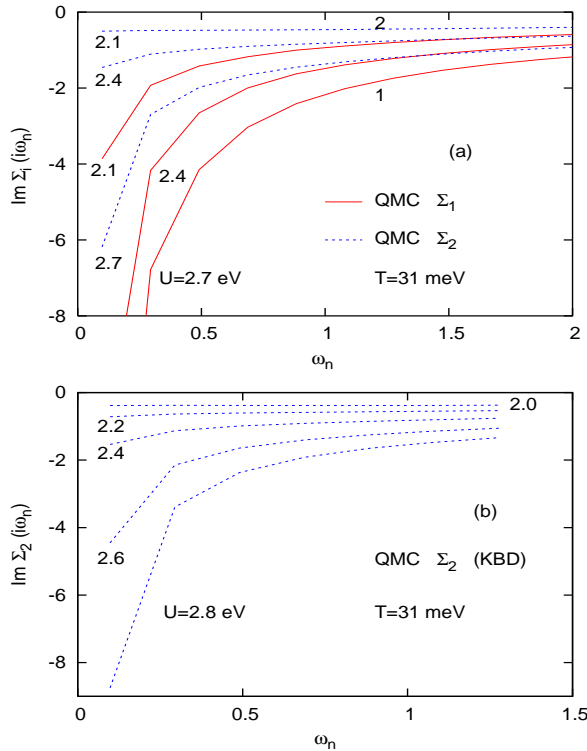 0
-2
-4
-6
-8
Im Σi (iωn)
2.1
2.4
2.1
2.7
2.4
2
1
(a)
QMC Σ1
QMC Σ2
U=2.7 eV
T=31 meV
0
0.5
1
1.5
2
ωn
0
-2
-4
-6
-8
Im Σ2 (iωn)
2.2
2.4
2.6
2.0
(b)
QMC Σ2 (KBD)
U=2.8 eV
T=31 meV
0
0.5
1
1.5
ωn